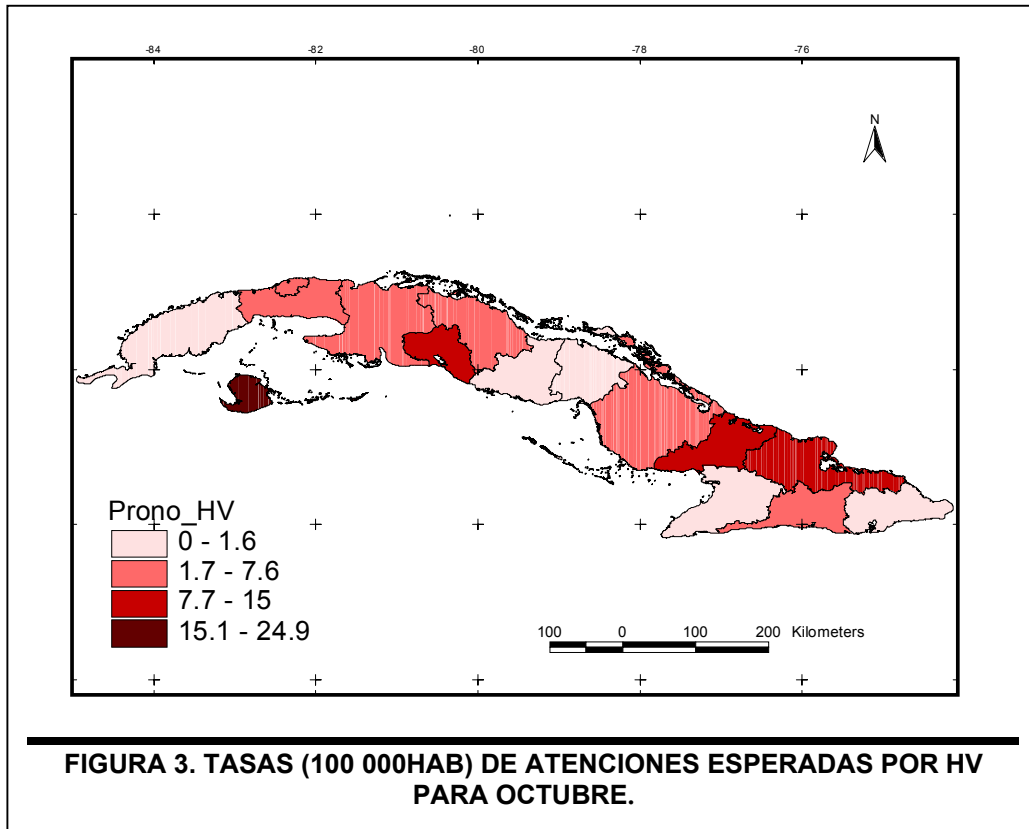 -84 -82 -80 -78 -76
N
Prono_HV
0 - 1.6
1.7 - 7.6
7.7 - 15
15.1 - 24.9
100 0 100 200 Kilometers
FIGURA 3. TASAS (100 000HAB) DE ATENCIONES ESPERADAS POR HV
PARA OCTUBRE.